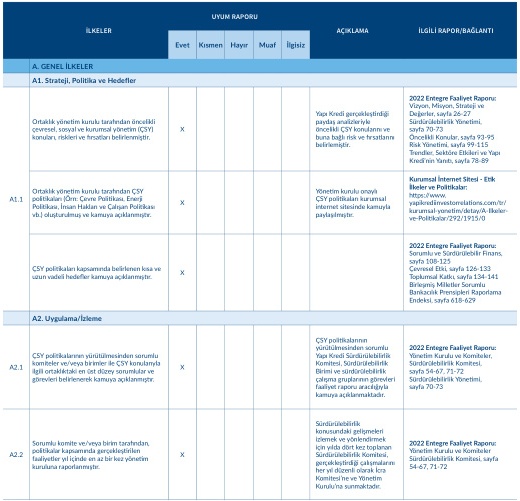 İLKELER
UYUM RAPORU
AÇIKLAMA
İLGİLİ RAPOR/BAĞLANTI
Evet
Kısmen
Hayır
Muaf
İlgisiz
A. GENEL İLKELER
A1. Strateji, Politika ve Hedefler
A1.1
Ortaklık yönetim kurulu tarafından öncelikli
çevresel, sosyal ve kurumsal yönetim (ÇSY)
konuları, riskleri ve fırsatları belirlenmiştir.
X
Yapı Kredi gerçekleştirdiği
paydaş analizleriyle
öncelikli ÇSY konularını ve
buna bağlı risk ve fırsatlarını
belirlemiştir.
2022 Entegre Faaliyet Raporu:
Vizyon, Misyon, Strateji ve
Değerler, sayfa 26-27
Sürdürülebilirlik Yönetimi,
sayfa 70-73
Öncelikli Konular, sayfa 93-95
Risk Yönetimi, sayfa 99-115
Trendler, Sektöre Etkileri ve Yapı
Kredi'nin Yanıtı, sayfa 78-89
Ortaklık yönetim kurulu tarafından ÇSY
politikaları (Örn: Çevre Politikası, Enerji
Politikası, İnsan Hakları ve Çalışan Politikası
vb.) oluşturulmuş ve kamuya açıklanmıştır.
X
Yönetim kurulu onaylı
ÇSY politikaları kurumsal
internet sitesinde kamuyla
paylaşılmıştır.
Kurumsal İnternet Sitesi - Etik
İlkeler ve Politikalar:
https://www.
yapikrediinvestorrelations.com/tr/
kurumsal-yonetim/detay/A-Ilkeler-
ve-Politikalar/292/1915/0
ÇSY politikaları kapsamında belirlenen kısa ve
uzun vadeli hedefler kamuya açıklanmıştır.
X
2022 Entegre Faaliyet Raporu:
Sorumlu ve Sürdürülebilir Finans,
sayfa 108-125
Çevresel Etki, sayfa 126-133
Toplumsal Katkı, sayfa 134-141
Birleşmiş Milletler Sorumlu
Bankacılık Prensipleri Raporlama
Endeksi, sayfa 618-629
A2. Uygulama/İzleme
A2.1
ÇSY politikalarının yürütülmesinden sorumlu
komiteler ve/veya birimler ile ÇSY konularıyla
ilgili ortaklıktaki en üst düzey sorumlular ve
görevleri belirlenerek kamuya açıklanmıştır.
X
ÇSY politikalarının
yürütülmesinden sorumlu
Yapı Kredi Sürdürülebilirlik
Komitesi, Sürdürülebilirlik
Birimi ve sürdürülebilirlik
çalışma gruplarının görevleri
faaliyet raporu aracılığıyla
kamuya açıklanmaktadır.
2022 Entegre Faaliyet Raporu:
Yönetim Kurulu ve Komiteler,
Sürdürülebilirlik Komitesi,
sayfa 54-67, 71-72
Sürdürülebilirlik Yönetimi,
sayfa 70-73
A2.2
Sorumlu komite ve/veya birim tarafından,
politikalar kapsamında gerçekleştirilen
faaliyetler yıl içinde en az bir kez yönetim
kuruluna raporlanmıştır.
X
Sürdürülebilirlik
konusundaki gelişmeleri
izlemek ve yönlendirmek
için yılda dört kez toplanan
Sürdürülebilirlik Komitesi,
gerçekleştirdiği çalışmalarını
her yıl düzenli olarak İcra
Komitesi'ne ve Yönetim
Kurulu'na sunmaktadır.
2022 Entegre Faaliyet Raporu:
Yönetim Kurulu ve Komiteler
Sürdürülebilirlik Komitesi, sayfa
54-67, 71-72